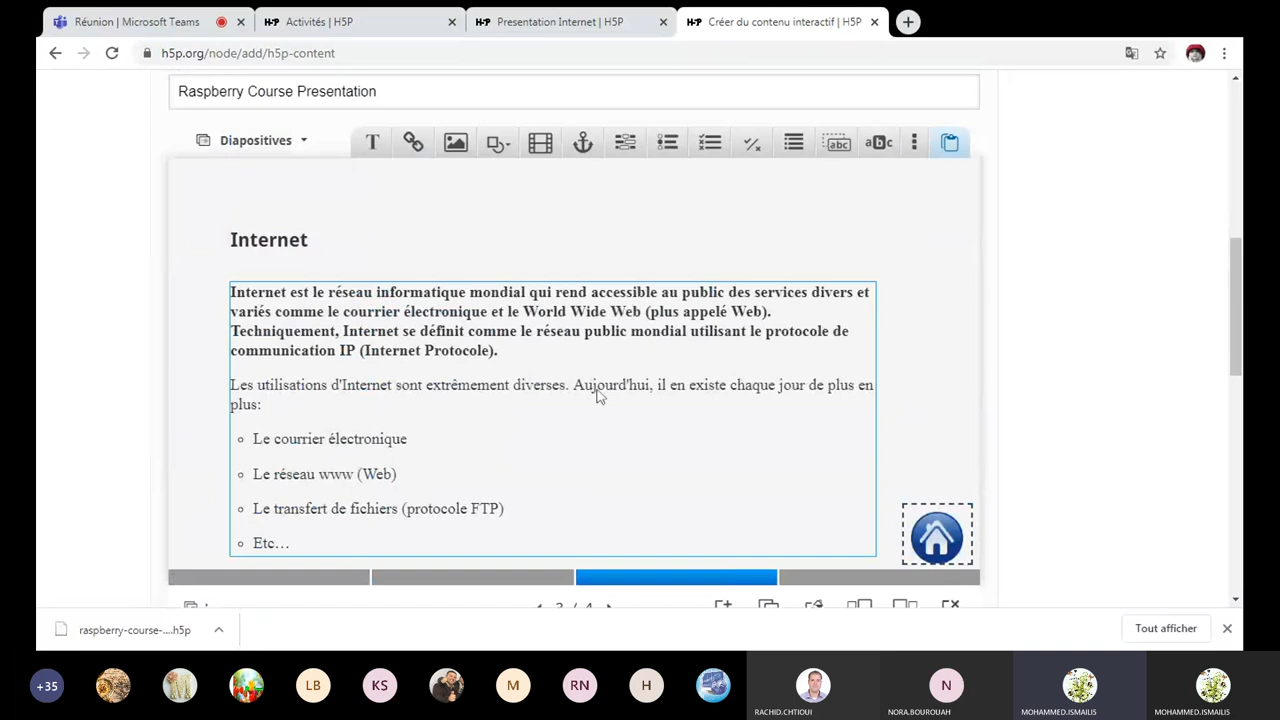 Réunion | Microsoft Teams
H-P Activités | H5P
H-P Presentation Internet | H5P
H-P Créer du contenu interactif | H5P
h5p.org/node/add/h5p-content
Raspberry Course Presentation
Diapositives
T
abc
abc
Internet
Internet est le réseau informatique mondial qui rend accessible au public des services divers et
variés comme le courrier électronique et le World Wide Web (plus appelé Web).
Techniquement, Internet se définit comme le réseau public mondial utilisant le protocole de
communication IP (Internet Protocole).
Les utilisations d'Internet sont extrêmement diverses. Aujourd'hui, il en existe chaque jour de plus en
plus:
Le courrier électronique
Le réseau www (Web)
Le transfert de fichiers (protocole FTP)
Etc…
3 / 4
raspberry-course-....h5p
Tout afficher
+35
LB
KS
M
RN
H
N
RACHID.CHTIOUI
NORA.BOUROUAH
MOHAMMED.ISMAILIS
MOHAMMED.ISMAILIS